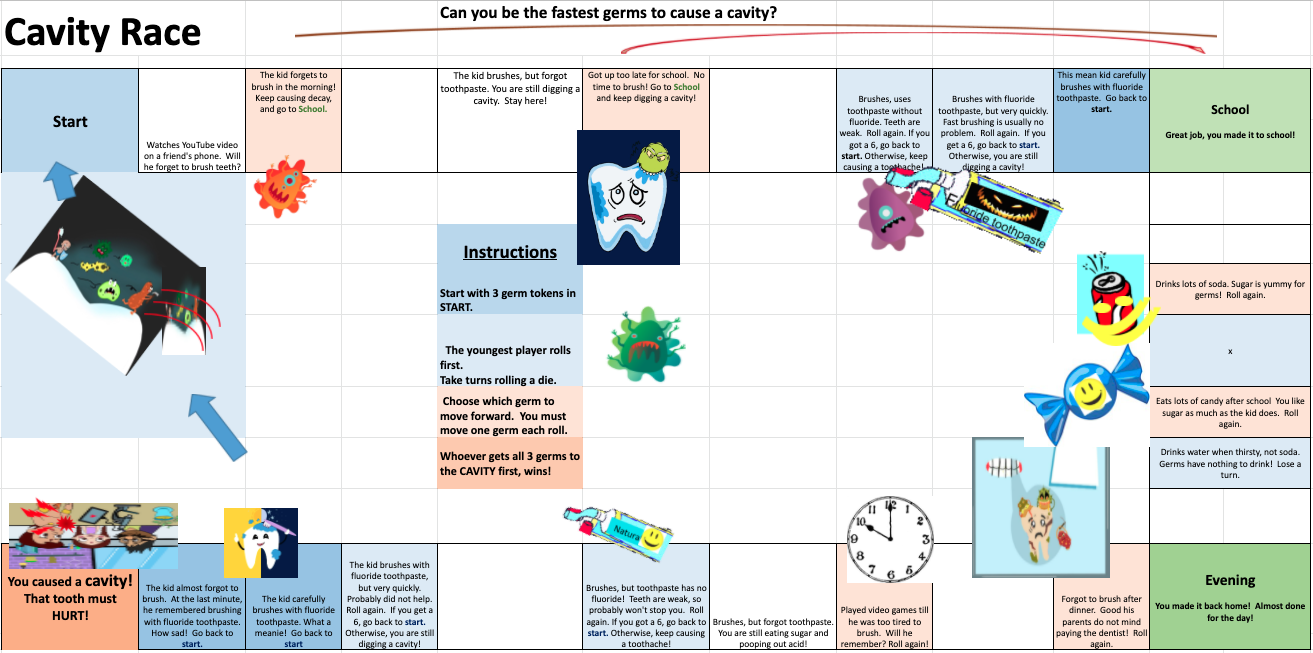 Can you be the fastest germs to cause a cavity?
Cavity Race
Start
Watches YouTube video
on a friend's phone. Will
he forget to brush teeth?
The kid forgets to
brush in the morning!
Keep causing decay,
and go to School.
The kid brushes, but forgot
toothpaste. You are still digging a
cavity. Stay here!
Got up too late for school. No
time to brush! Go to School
and keep digging a cavity!
Brushes, uses
toothpaste without
fluoride. Teeth are
weak. Roll again. If you
got a 6, go back to
start. Otherwise, keep
causing a toothache!
Brushes with fluoride
toothpaste, but very quickly.
Fast brushing is usually no
problem. Roll again. If you
get a 6, go back to start.
Otherwise, you are still
digging a cavity!
This mean kid carefully
brushes with fluoride
toothpaste. Go back to
start.
School
Great job, you made it to school!
Fluoride toothpaste
Instructions
Start with 3 germ tokens in
START.
The youngest player rolls
first.
Take turns rolling a die.
Choose which germ to
move forward. You must
move one germ each roll.
Whoever gets all 3 germs to
the CAVITY first, wins!
Drinks lots of soda. Sugar is yummy for
germs! Roll again.
x
Eats lots of candy after school You like
sugar as much as the kid does. Roll
again.
Drinks water when thirsty, not soda.
Germs have nothing to drink! Lose a
turn.
You caused a cavity!
That tooth must
HURT!
The kid almost forgot to
brush. At the last minute,
he remembered brushing
with fluoride toothpaste.
How sad! Go back to
start.
The kid carefully
brushes with fluoride
toothpaste. What a
meanie! Go back to
start
The kid brushes with
fluoride toothpaste,
but very quickly.
Probably did not help.
Roll again. If you get a
6, go back to start.
Otherwise, you are still
digging a cavity!
Natura
Brushes, but toothpaste has no
fluoride! Teeth are weak, so
probably won't stop you. Roll
again. If you got a 6, go back to
start. Otherwise, keep causing
a toothache!
Brushes, but forgot toothpaste.
You are still eating sugar and
pooping out acid!
11 12 1
10 2
9 3
8 4
7 6 5
Played video games till
he was too tired to
brush. Will he
remember? Roll again!
Forgot to brush after
dinner. Good his
parents do not mind
paying the dentist! Roll
again.
Evening
You made it back home! Almost done
for the day!